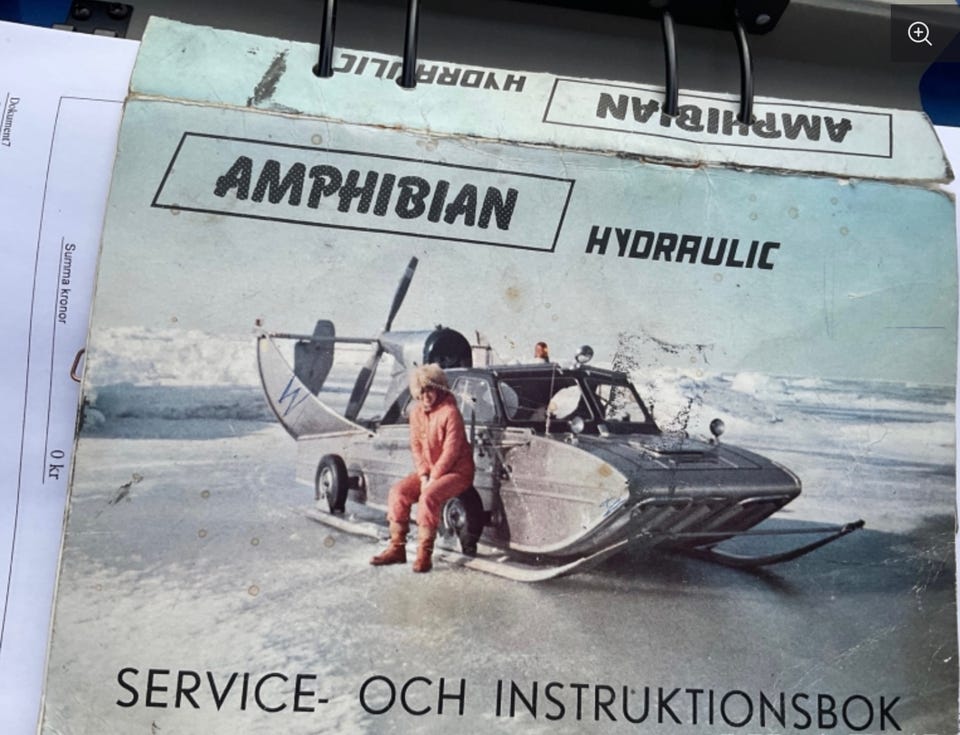 HYDRAULIC
AMPHIBIAN
AMPHIBIAN
HYDRAULIC
SERVICE- OCH INSTRUKTIONSBOK
Dokument7
Summa kronor
0 kr
W